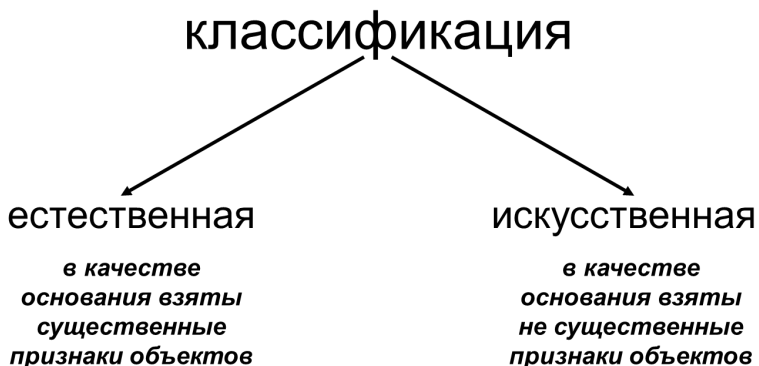 классификация
естественная
в качестве
основания взяты
существенные
признаки объектов
искусственная
в качестве
основания взяты
не существенные
признаки объектов